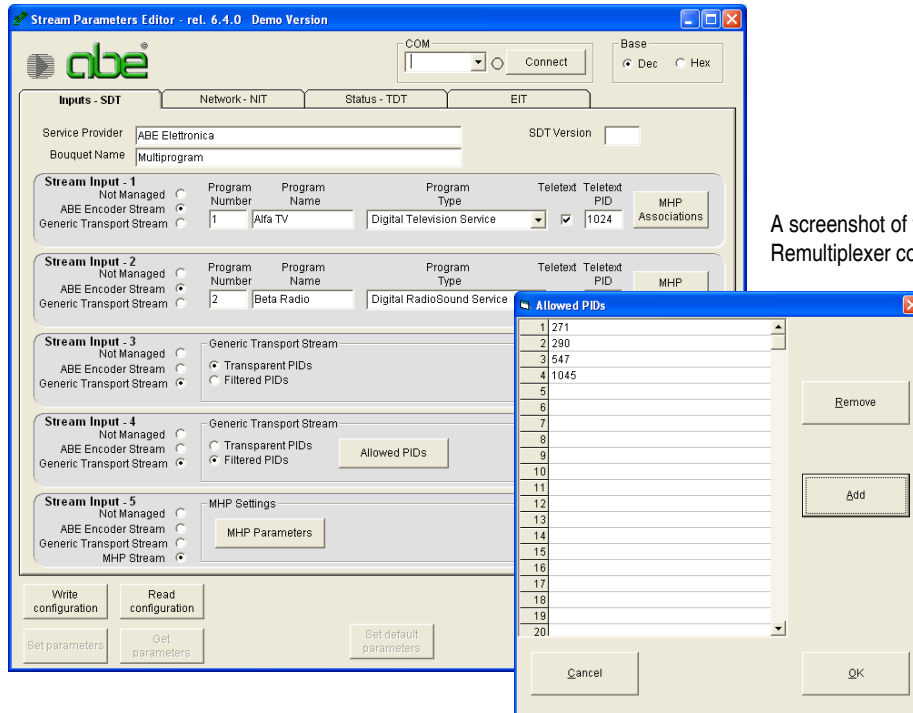 Stream Parameters Editor - rel. 6.4.0 Demo Version
abe
COM
Connect
Base
Dec Hex
Inputs - SDT Network - NIT Status - TDT EIT
Service Provider ABE Elettronica SDT Version
Bouquet Name Multiprogram
Stream Input - 1
Not Managed
ABE Encoder Stream
Generic Transport Stream
Program Number Program Name Program Type Teletext Teletext PID
1 Alfa TV Digital Television Service 1024
MHP Associations
Stream Input - 2
Not Managed
ABE Encoder Stream
Generic Transport Stream
Program Number Program Name Program Type Teletext Teletext PID
2 Beta Radio Digital RadioSound Service
MHP
Stream Input - 3
Not Managed
ABE Encoder Stream
Generic Transport Stream
Generic Transport Stream
Transparent PIDs
Filtered PIDs
Stream Input - 4
Not Managed
ABE Encoder Stream
Generic Transport Stream
Generic Transport Stream
Transparent PIDs
Filtered PIDs
Allowed PIDs
Stream Input - 5
Not Managed
ABE Encoder Stream
Generic Transport Stream
MHP Stream
MHP Settings
MHP Parameters
Write configuration
Read configuration
Set parameters
Get parameters
Set default parameters
A screenshot of
Remultiplexer
Allowed PIDs
1 271
2 290
3 547
4 1045
5
6
7
8
9
10
11
12
13
14
15
16
17
18
19
20
Remove
Add
Cancel
OK